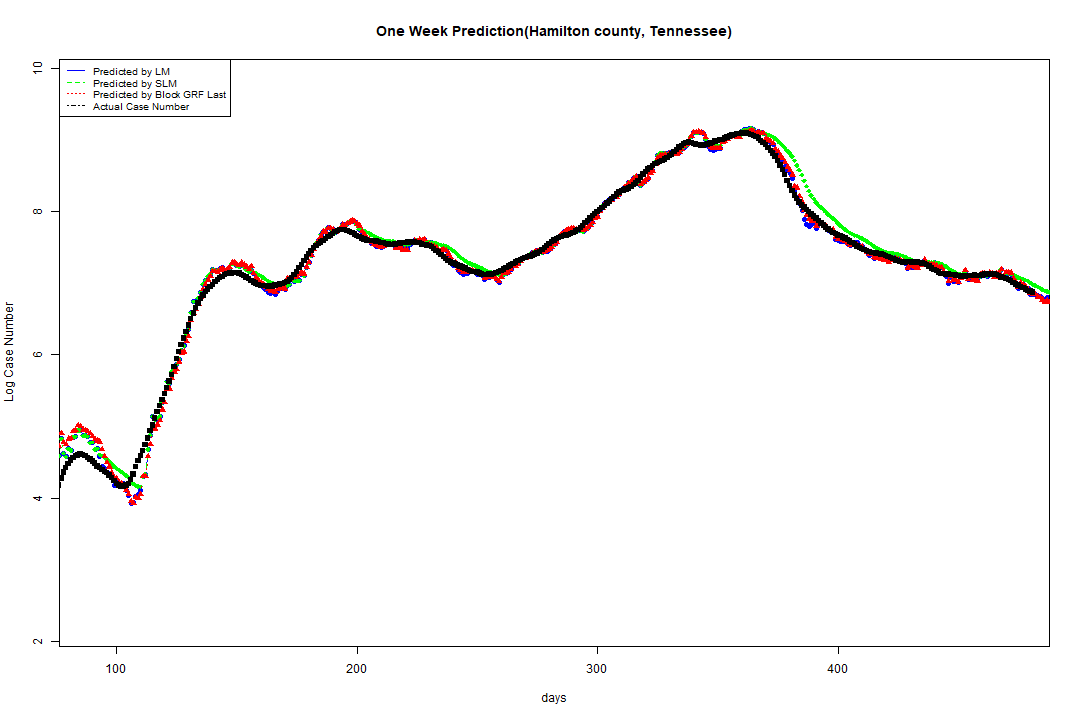 One Week Prediction(Hamilton county, Tennessee)
10
Predicted by LM
Predicted by SLM
Predicted by Block GRF Last
Actual Case Number
8
6
4
2
Log Case Number
100 200 300 400
days